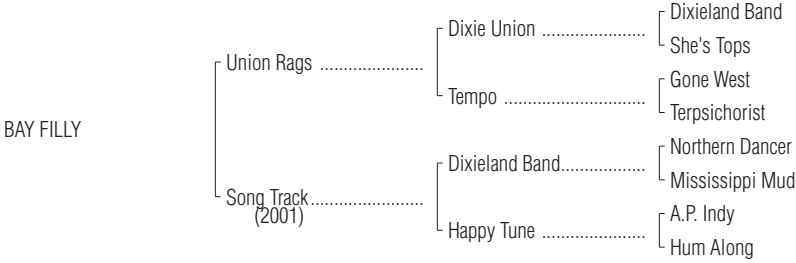 Dixieland Band
Dixie Union ......................
She's Tops
Union Rags ......................
Gone West
Tempo ..............................
Terpsichorist
BAY FILLY
Northern Dancer
Dixieland Band..................
Mississippi Mud
Song Track........................
(2001)
A.P. Indy
Happy Tune ......................
Hum Along